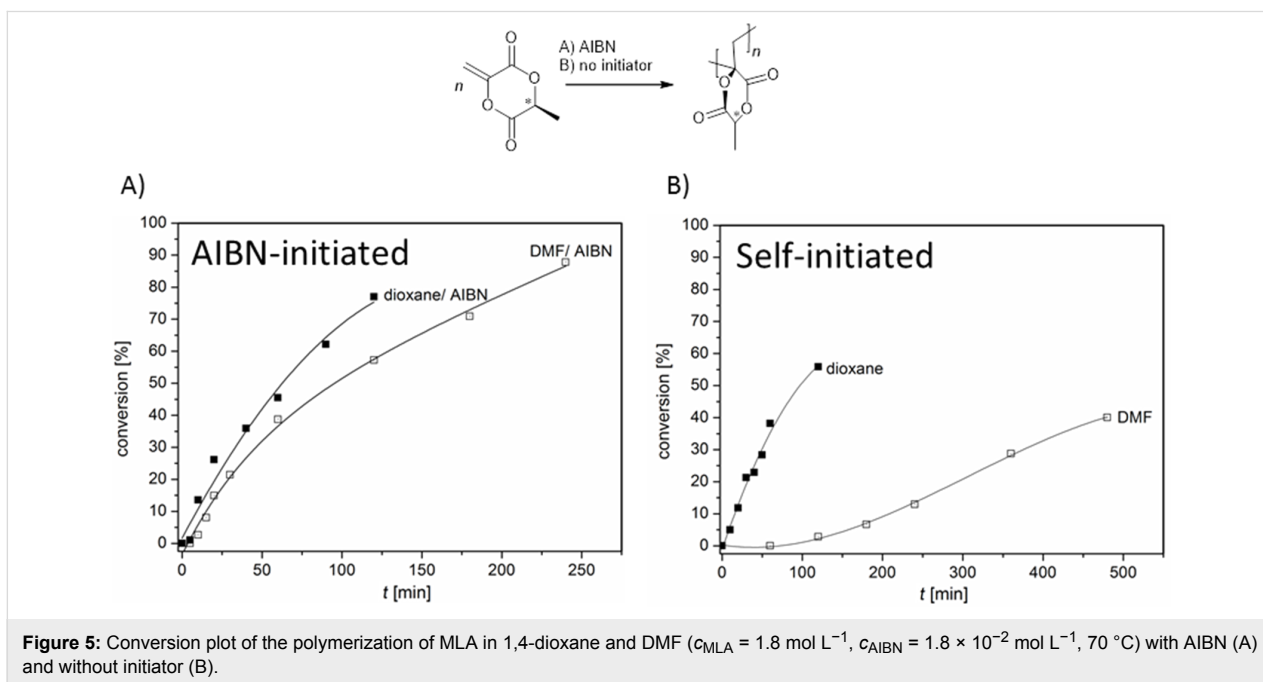 A) AIBN
B) no initiator
n
O
O
O
*
O
n
O
O
O
O
*
A)
B)
AIBN-initiated
DMF/ AIBN
dioxane/ AIBN
conversion [%]
100
90
80
70
60
50
40
30
20
10
0
0
50
100
150
200
250
t [min]
Self-initiated
dioxane
DMF
conversion [%]
100
90
80
70
60
50
40
30
20
10
0
0
100
200
300
400
500
t [min]
Figure 5: Conversion plot of the polymerization of MLA in 1,4-dioxane and DMF (cMLA = 1.8 mol L−1, cAIBN = 1.8 × 10−2 mol L−1, 70 °C) with AIBN (A)
and without initiator (B).